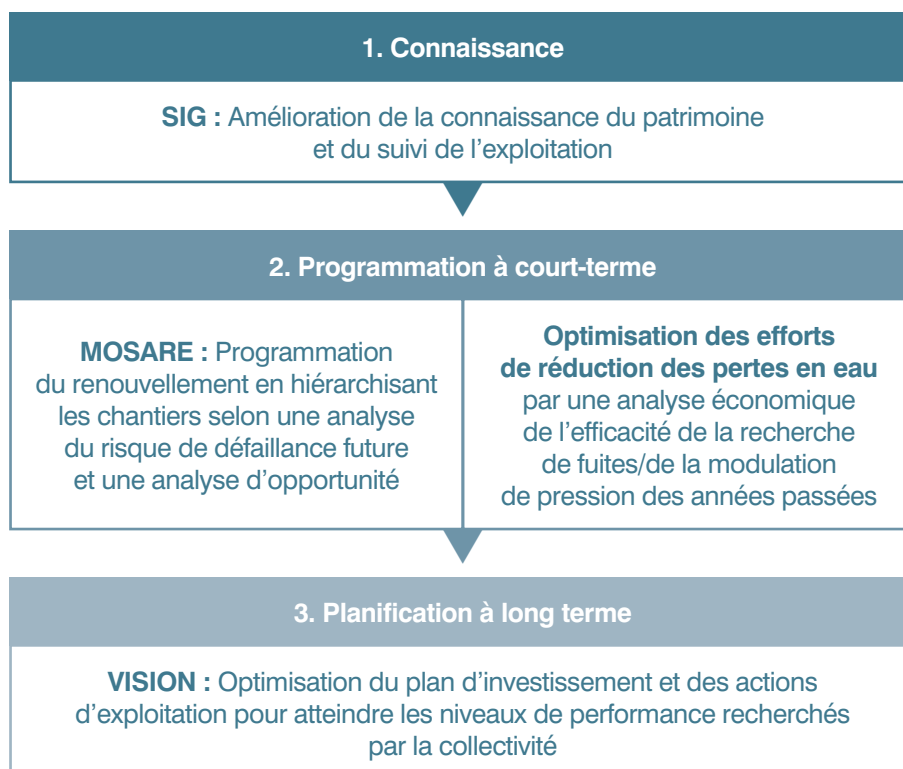 1. Connaissance
SIG : Amélioration de la connaissance du patrimoine
et du suivi de l’exploitation
2. Programmation à court-terme
MOSARE : Programmation
du renouvellement en hiérarchisant
les chantiers selon une analyse
du risque de défaillance future
et une analyse d’opportunité
Optimisation des efforts
de réduction des pertes en eau
par une analyse économique
de l’efficacité de la recherche
de fuites/de la modulation
de pression des années passées
3. Planification à long terme
VISION : Optimisation du plan d’investissement et des actions
d’exploitation pour atteindre les niveaux de performance recherchés
par la collectivité